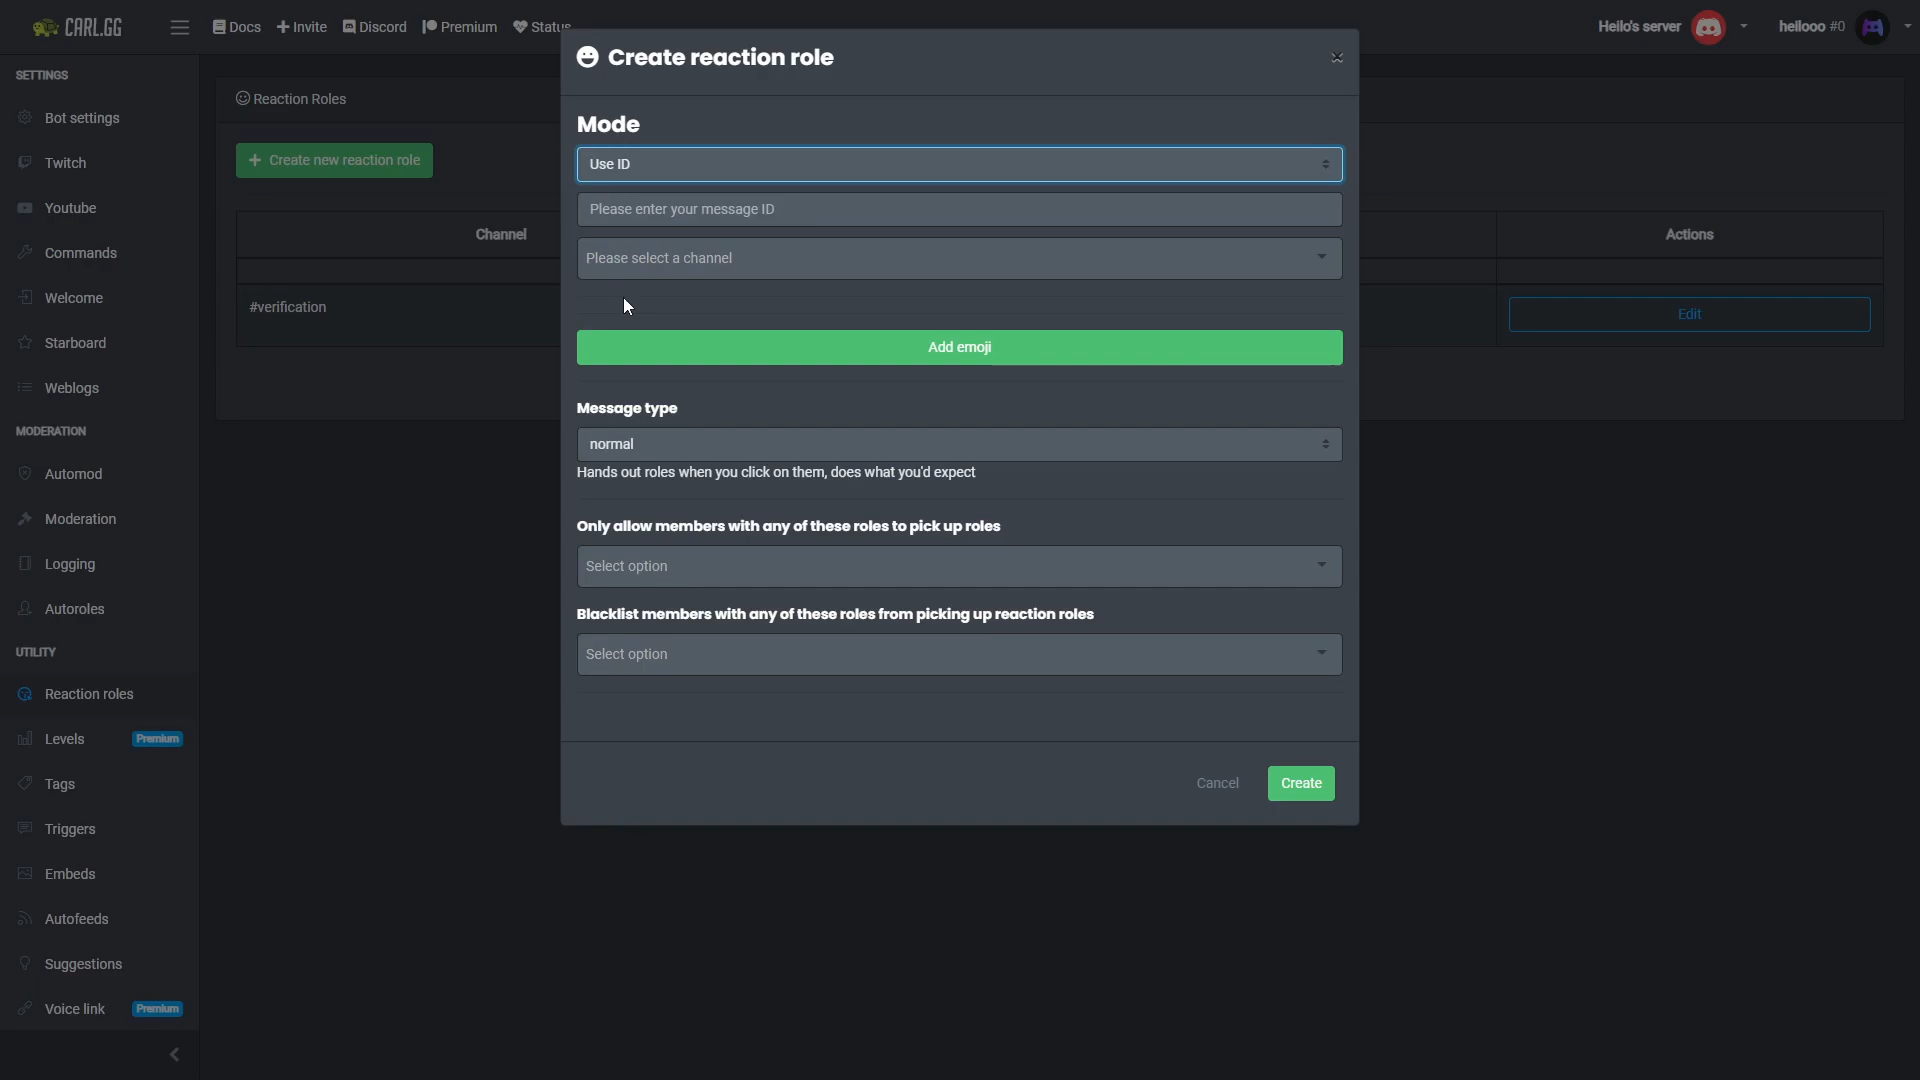 CARL.GG
Docs
Invite
Discord
Premium
Status
Hello's server
hellooo #0
SETTINGS
Bot settings
Twitch
Youtube
Commands
Welcome
Starboard
Weblogs
MODERATION
Automod
Moderation
Logging
Autoroles
UTILITY
Reaction roles
Levels Premium
Tags
Triggers
Embeds
Autofeeds
Suggestions
Voice link Premium
Reaction Roles
Create new reaction role
Channel
Actions
#verification
Edit
Create reaction role
Mode
Use ID
Please enter your message ID
Please select a channel
Add emoji
Message type
normal
Hands out roles when you click on them, does what you'd expect
Only allow members with any of these roles to pick up roles
Select option
Blacklist members with any of these roles from picking up reaction roles
Select option
Cancel
Create